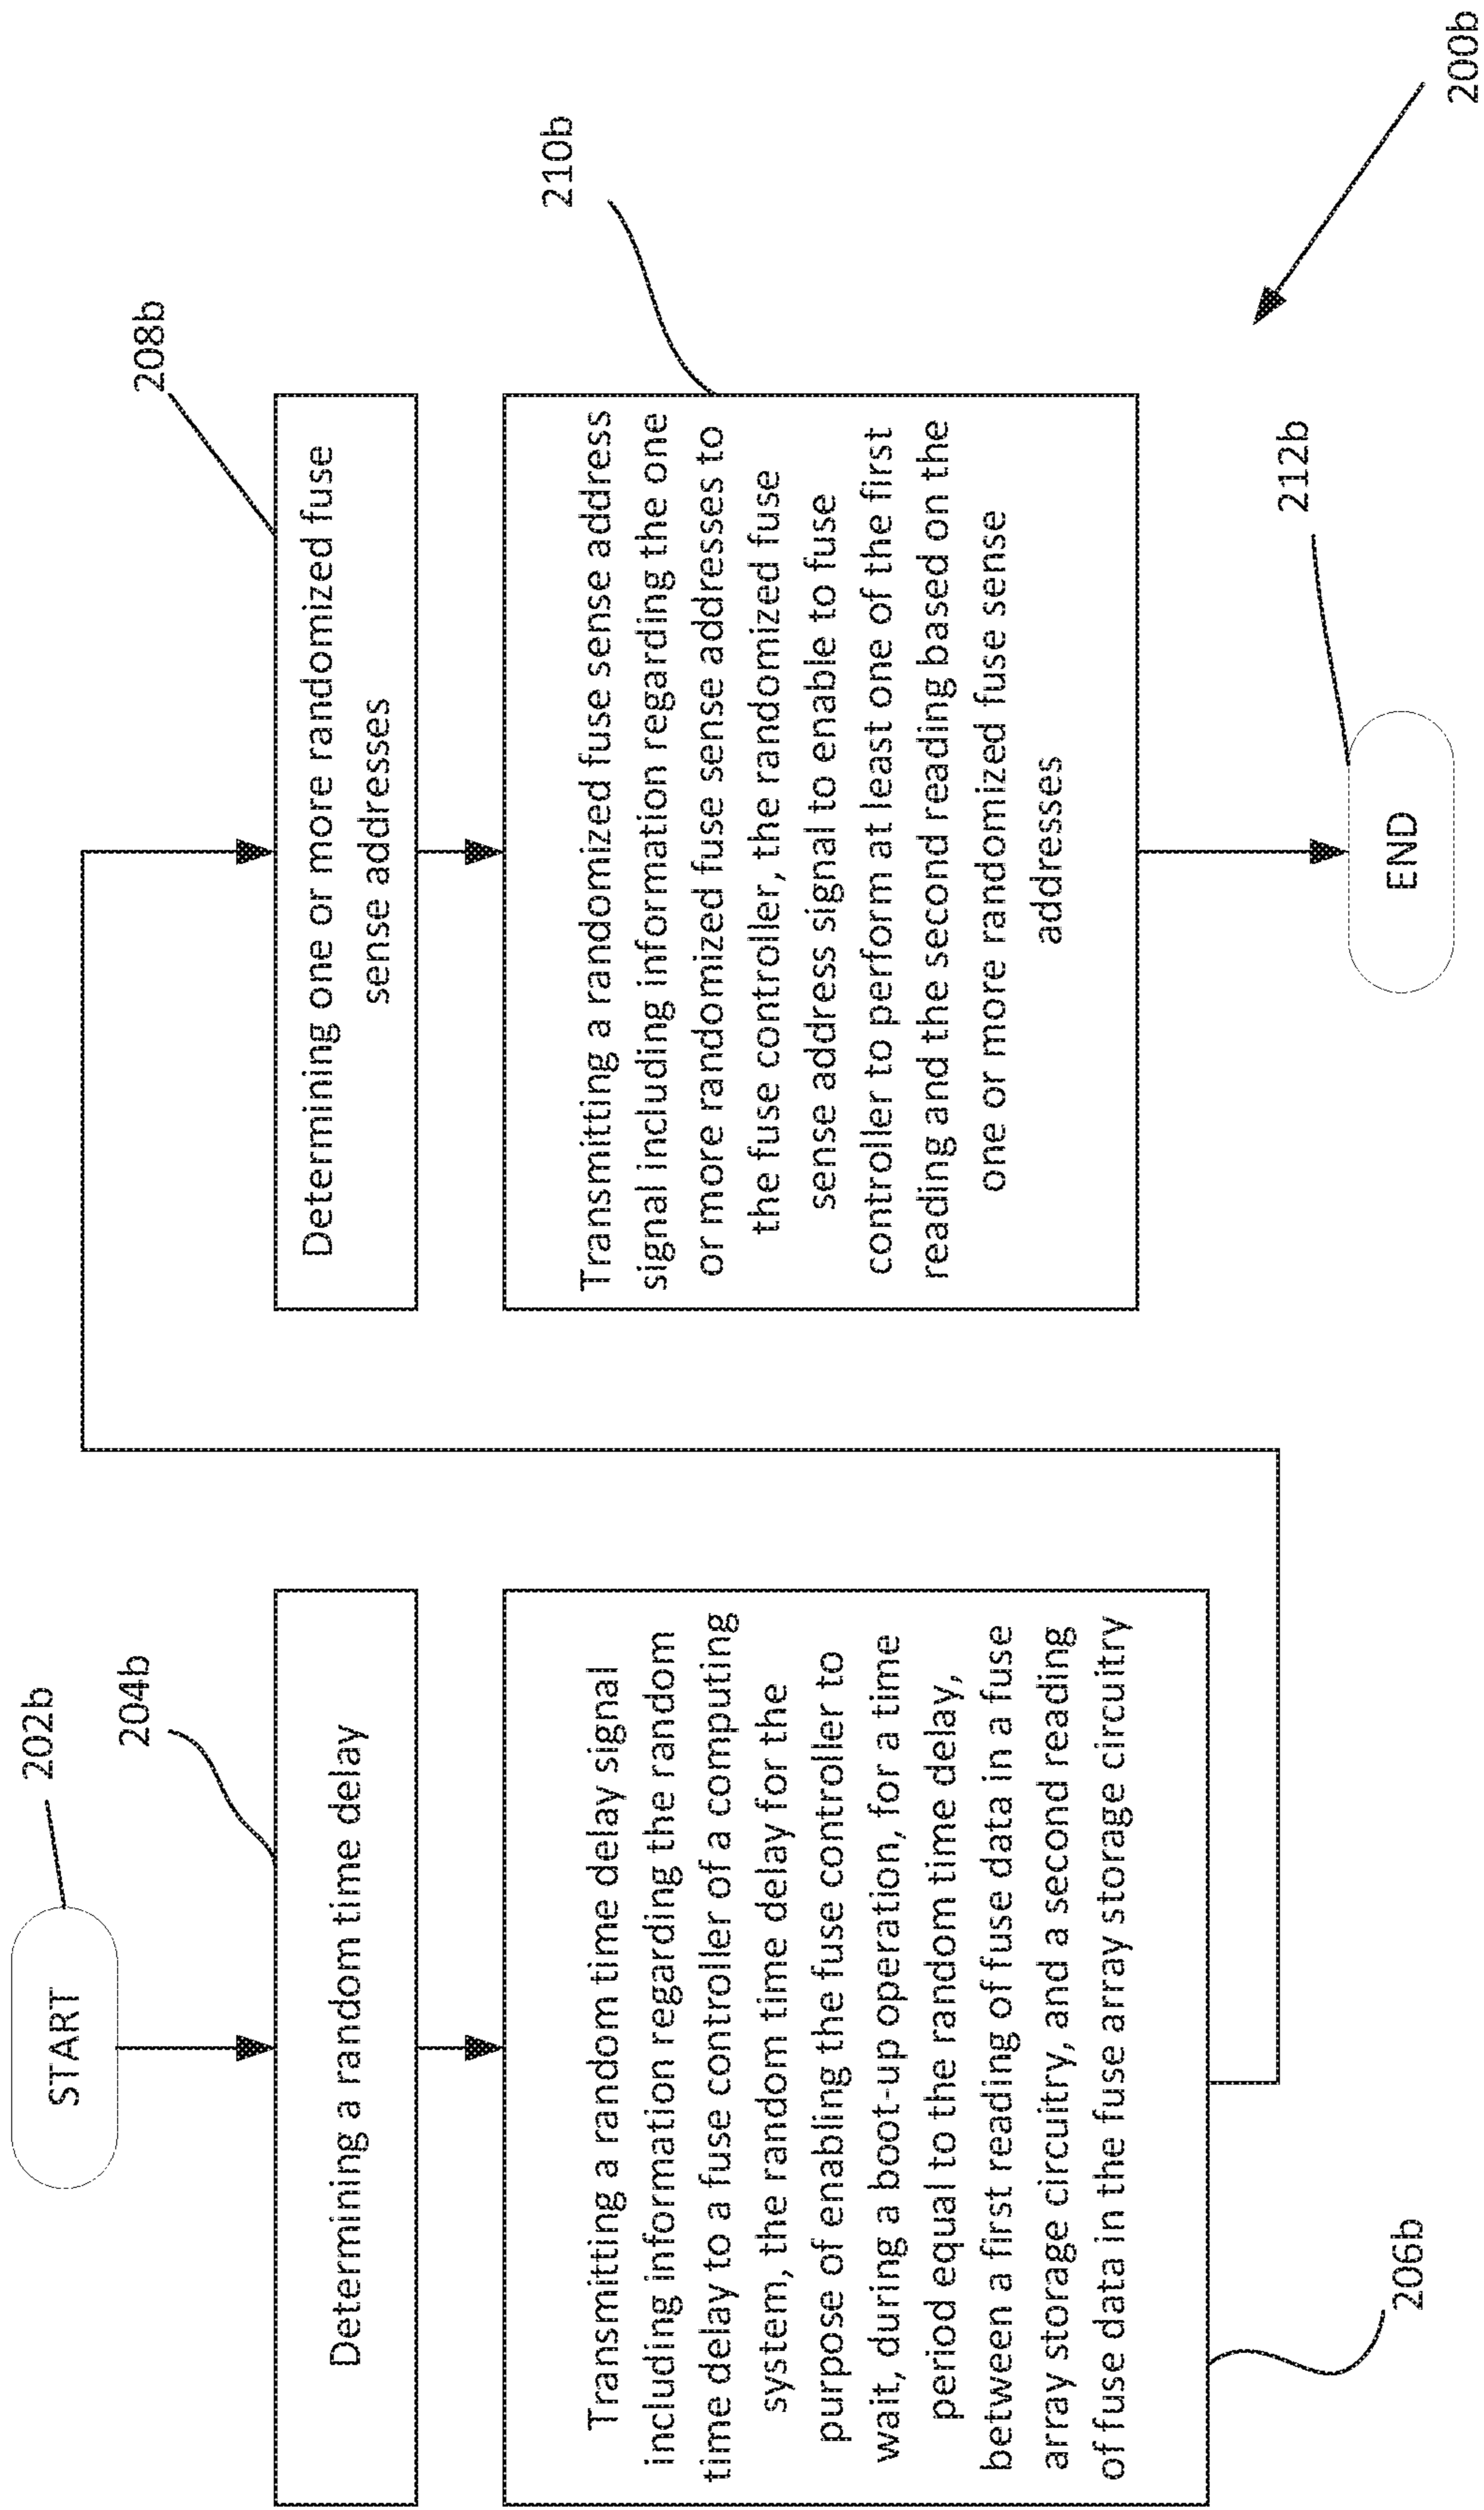 START
202b
204b
Determining a random time delay
Transmitting a random time delay signal
including information regarding the random
time delay to a fuse controller of a computing
system, the random time delay for the
purpose of enabling the fuse controller to
wait, during a boot-up operation, for a time
period equal to the random time delay,
between a first reading of fuse data in a fuse
array storage circuitry, and a second reading
of fuse data in the fuse array storage circuitry
206b
208b
Determining one or more randomized fuse
sense addresses
210b
Transmitting a randomized fuse sense address
signal including information regarding the one
or more randomized fuse sense addresses to
the fuse controller, the randomized fuse
sense address signal to enable to fuse
controller to perform at least one of the first
reading and the second reading based on the
one or more randomized fuse sense
addresses
212b
END
200b